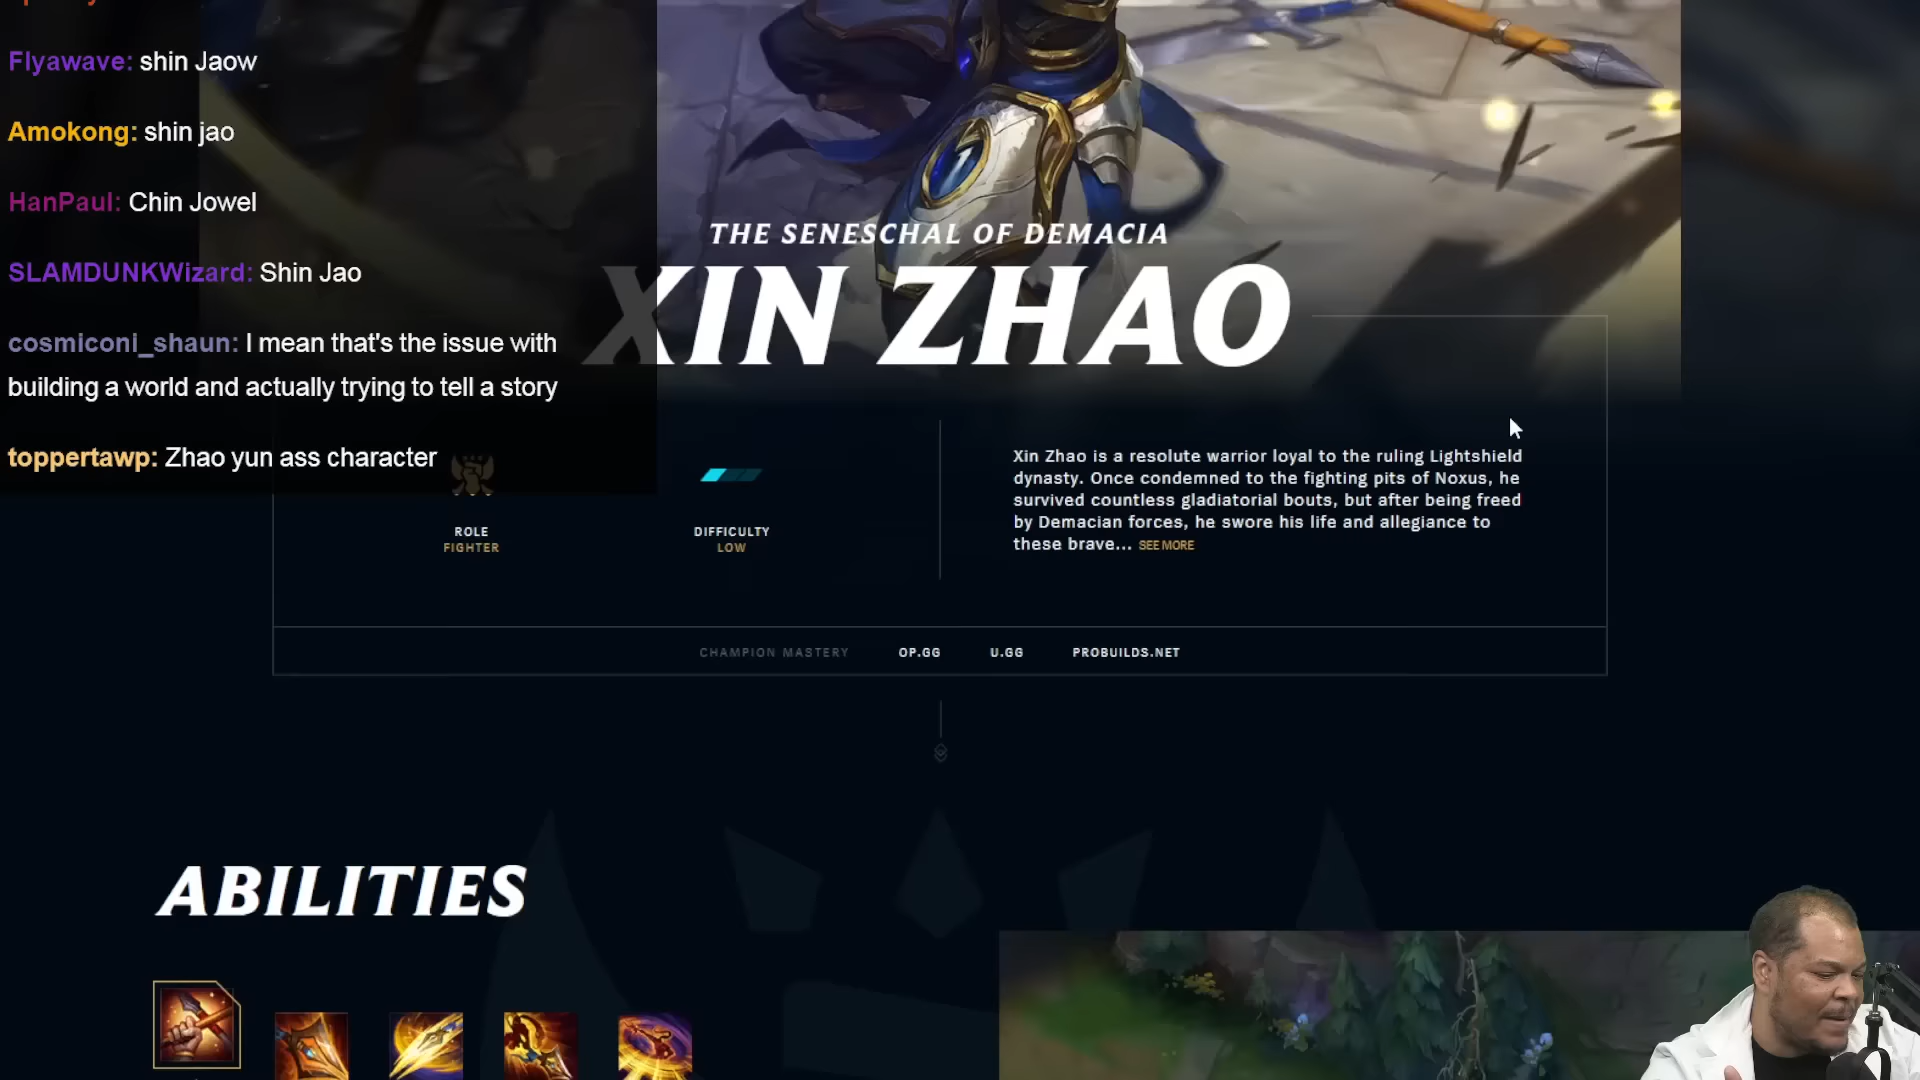 Flyawave: shin Jaow
Amokong: shin jao
HanPaul: Chin Jowel
SLAMDUNKWizard: Shin Jao
cosmiconi_shaun: I mean that's the issue with
building a world and actually trying to tell a story
toppertawp: Zhao yun ass character
THE SENESCHAL OF DEMACIA
XIN ZHAO
ROLE
FIGHTER
DIFFICULTY
LOW
Xin Zhao is a resolute warrior loyal to the ruling Lightshield
dynasty. Once condemned to the fighting pits of Noxus, he
survived countless gladiatorial bouts, but after being freed
by Demacian forces, he swore his life and allegiance to
these brave... SEE MORE
CHAMPION MASTERY OP.GG U.GG PROBUILDS.NET
ABILITIES